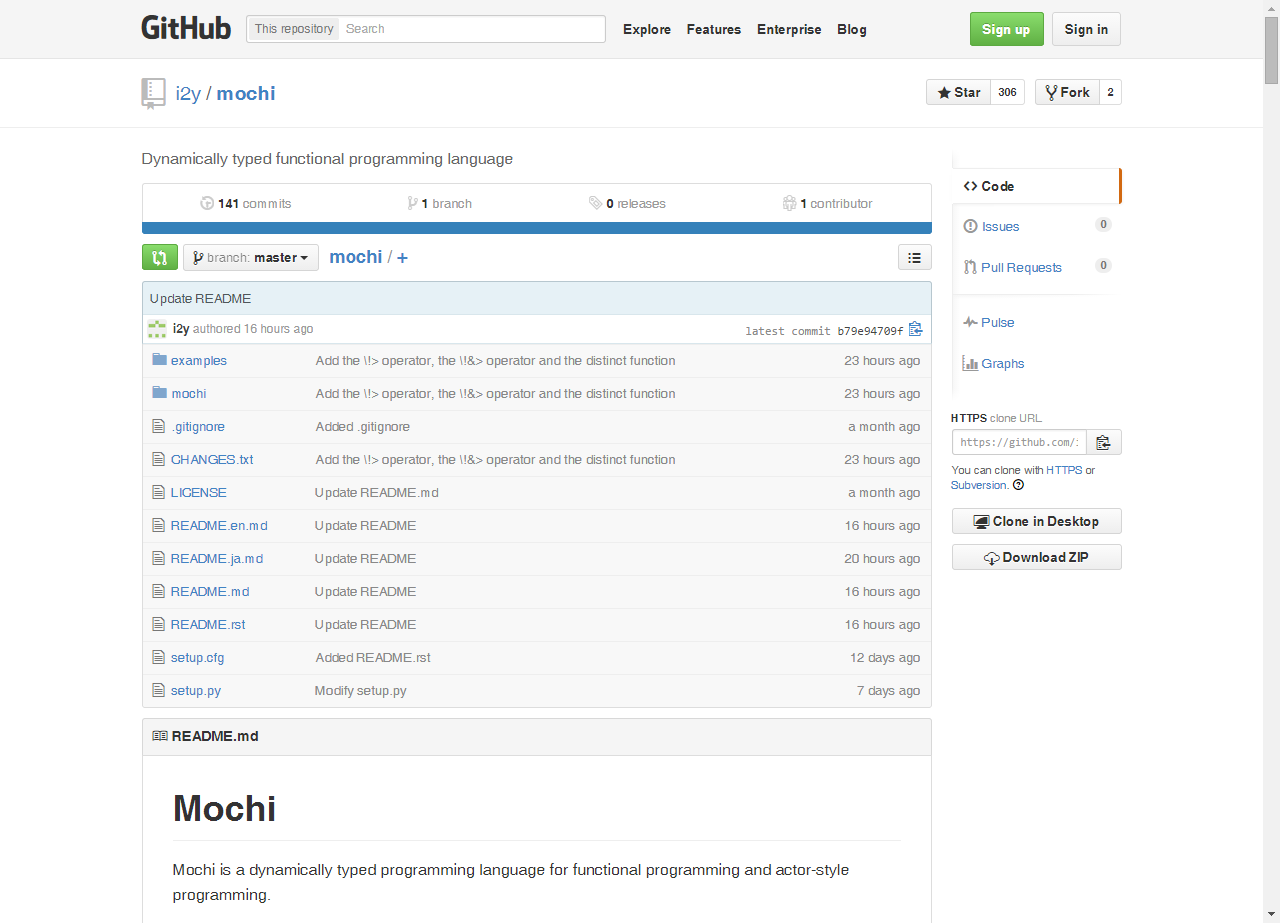 GitHub This repository Search Explore Features Enterprise Blog Sign up Sign in
i2y / mochi Star 306 Fork 2
Dynamically typed functional programming language
141 commits 1 branch 0 releases 1 contributor
branch: master mochi / +
Update README
i2y authored 16 hours ago latest commit b79e94709f
examples Add the \!> operator, the \!&> operator and the distinct function 23 hours ago
mochi Add the \!> operator, the \!&> operator and the distinct function 23 hours ago
.gitignore Added .gitignore a month ago
CHANGES.txt Add the \!> operator, the \!&> operator and the distinct function 23 hours ago
LICENSE Update README.md a month ago
README.en.md Update README 16 hours ago
README.ja.md Update README 20 hours ago
README.md Update README 16 hours ago
README.rst Update README 16 hours ago
setup.cfg Added README.rst 12 days ago
setup.py Modify setup.py 7 days ago
README.md
Mochi
Mochi is a dynamically typed programming language for functional programming and actor-style
programming.
Code
Issues 0
Pull Requests 0
Pulse
Graphs
HTTPS clone URL
https://github.com/
You can clone with HTTPS or
Subversion.
Clone in Desktop
Download ZIP